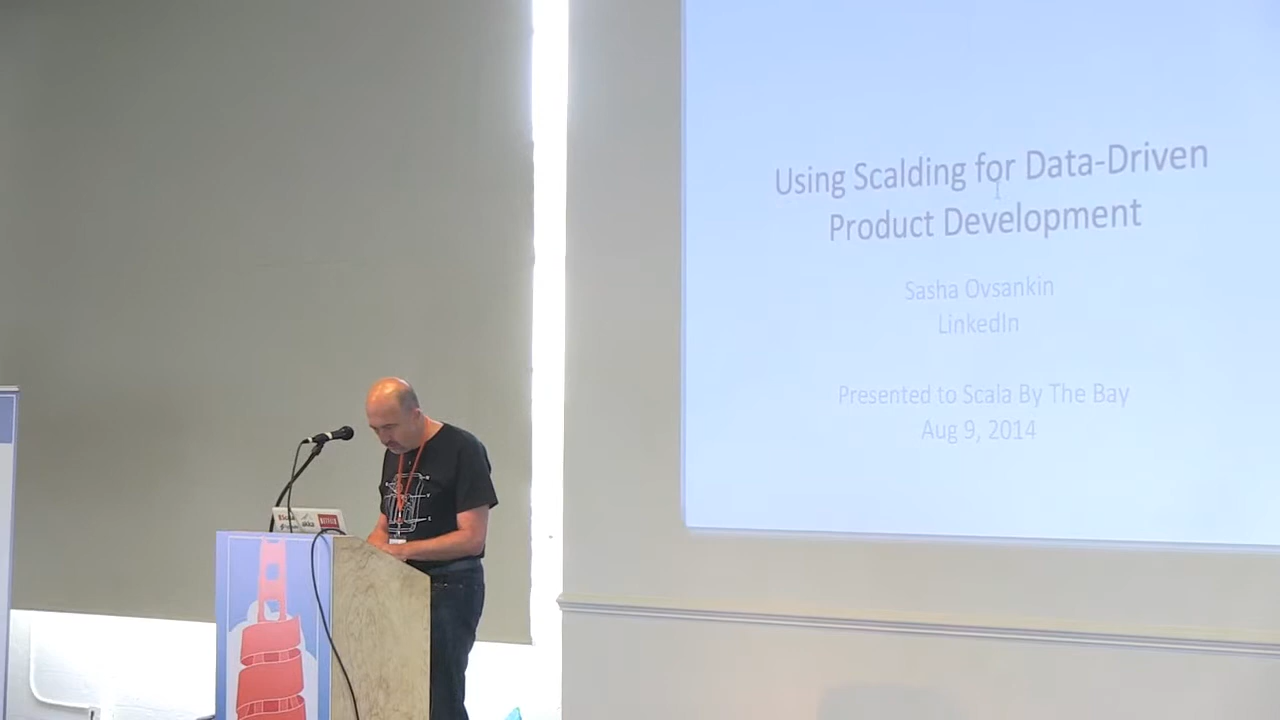 Using Scalding for Data-Driven
Product Development
Sasha Ovsankin
LinkedIn
Presented to Scala By The Bay
Aug 9, 2014
NETFLIX